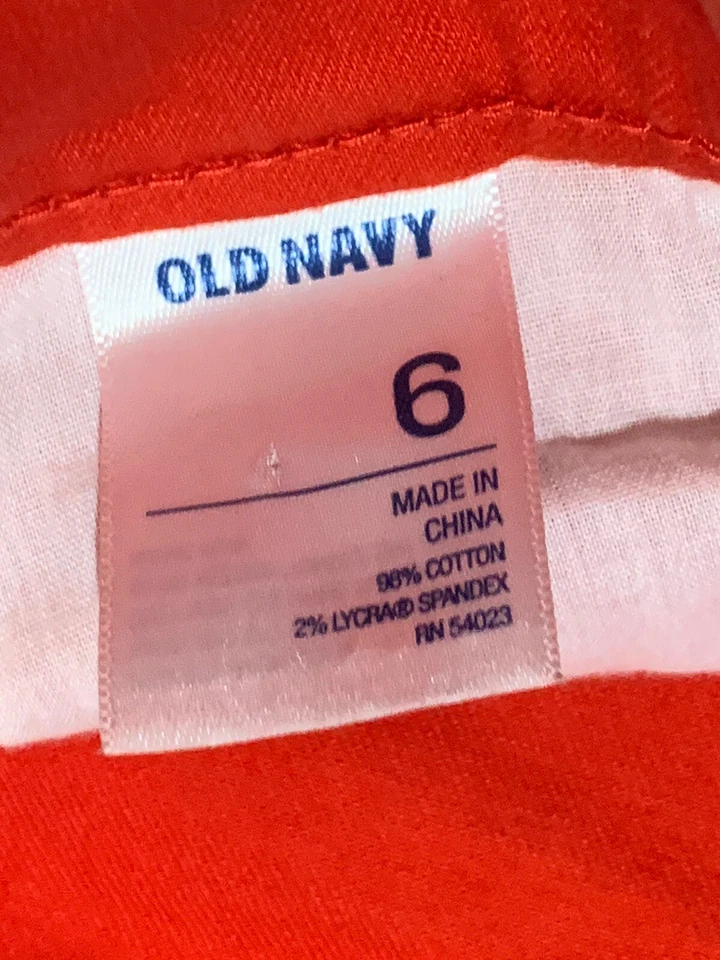 OLD NAVY
6
MADE IN
CHINA
98% COTTON
2% LYCRA® SPANDEX
RN 54023